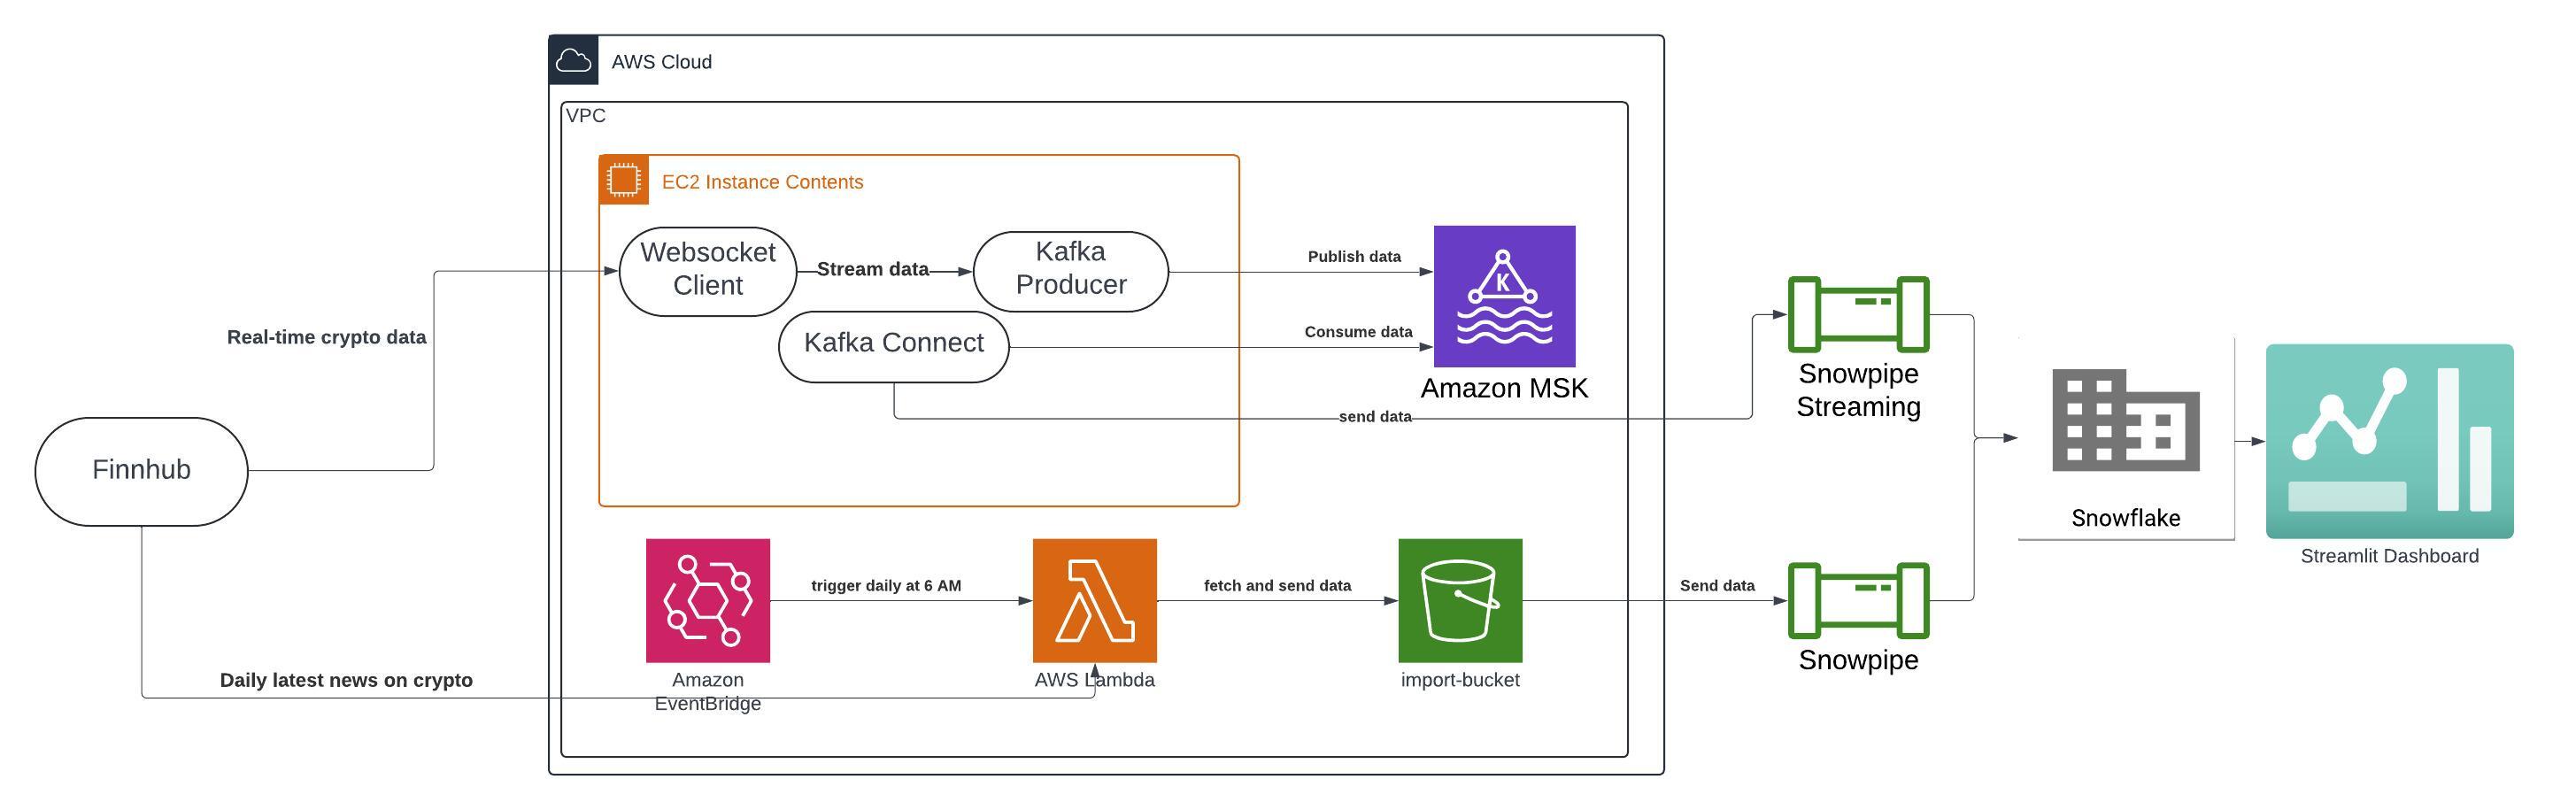 AWS Cloud
VPC
EC2 Instance Contents
Websocket
Client
Stream data
Kafka
Producer
Publish data
K
Kafka Connect
Consume data
Amazon MSK
send data
Real-time crypto data
Finnhub
Snowpipe
Streaming
Snowflake
Streamlit Dashboard
trigger daily at 6 AM
fetch and send data
Send data
Amazon
EventBridge
AWS Lambda
import-bucket
Snowpipe
Daily latest news on crypto